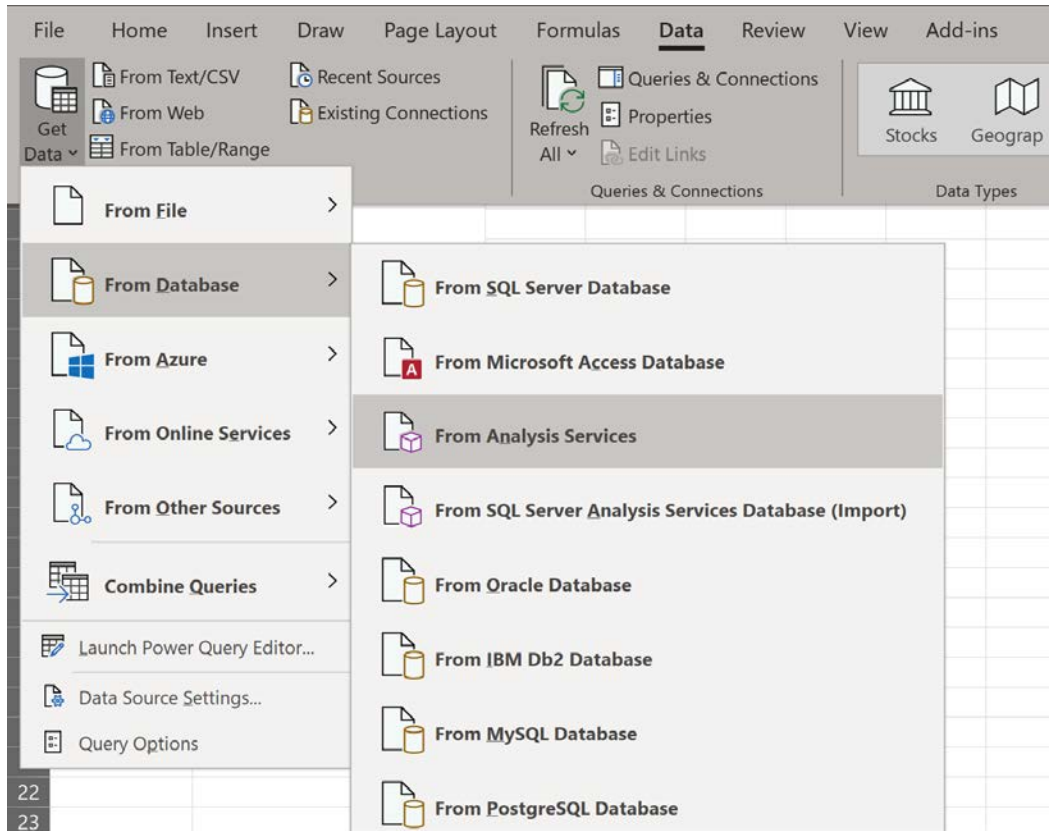 File Home Insert Draw Page Layout Formulas Data Review View Add-ins
Get
Data
From Text/CSV
From Web
From Table/Range
Recent Sources
Existing Connections
Refresh
All
Queries & Connections
Properties
Edit Links
Queries & Connections
Stocks
Geograp
Data Types
From File
From Database
From Azure
From Online Services
From Other Sources
Combine Queries
Launch Power Query Editor...
Data Source Settings...
Query Options
From SQL Server Database
From Microsoft Access Database
From Analysis Services
From SQL Server Analysis Services Database (Import)
From Oracle Database
From IBM Db2 Database
From MySQL Database
From PostgreSQL Database
22
23